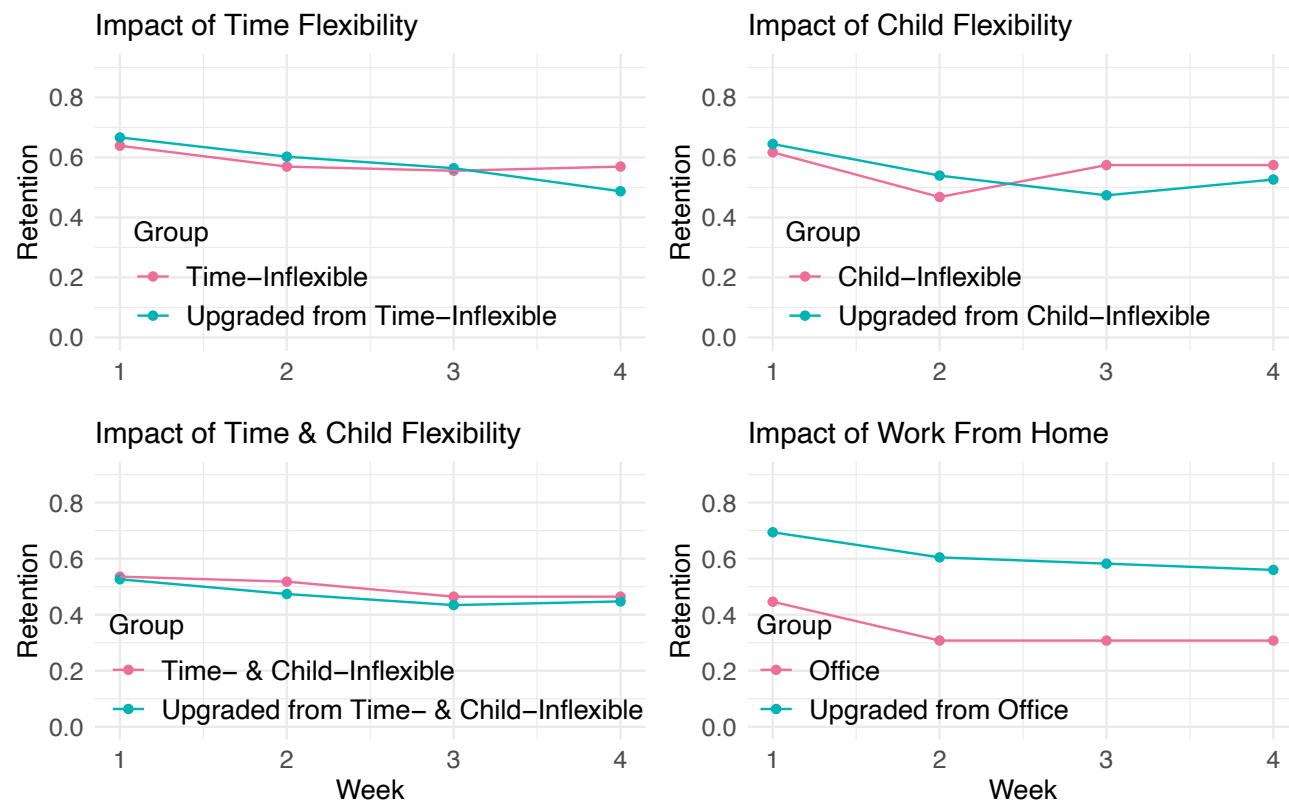 Impact of Time Flexibility
0.8
0.6
0.4
0.2
0.0
Retention
Group
Time−Inflexible
Upgraded from Time−Inflexible
1 2 3 4
Impact of Child Flexibility
0.8
0.6
0.4
0.2
0.0
Retention
Group
Child−Inflexible
Upgraded from Child−Inflexible
1 2 3 4
Impact of Time & Child Flexibility
0.8
0.6
0.4
0.2
0.0
Retention
Group
Time− & Child−Inflexible
Upgraded from Time− & Child−Inflexible
1 2 3 4
Week
Impact of Work From Home
0.8
0.6
0.4
0.2
0.0
Retention
Group
Office
Upgraded from Office
1 2 3 4
Week